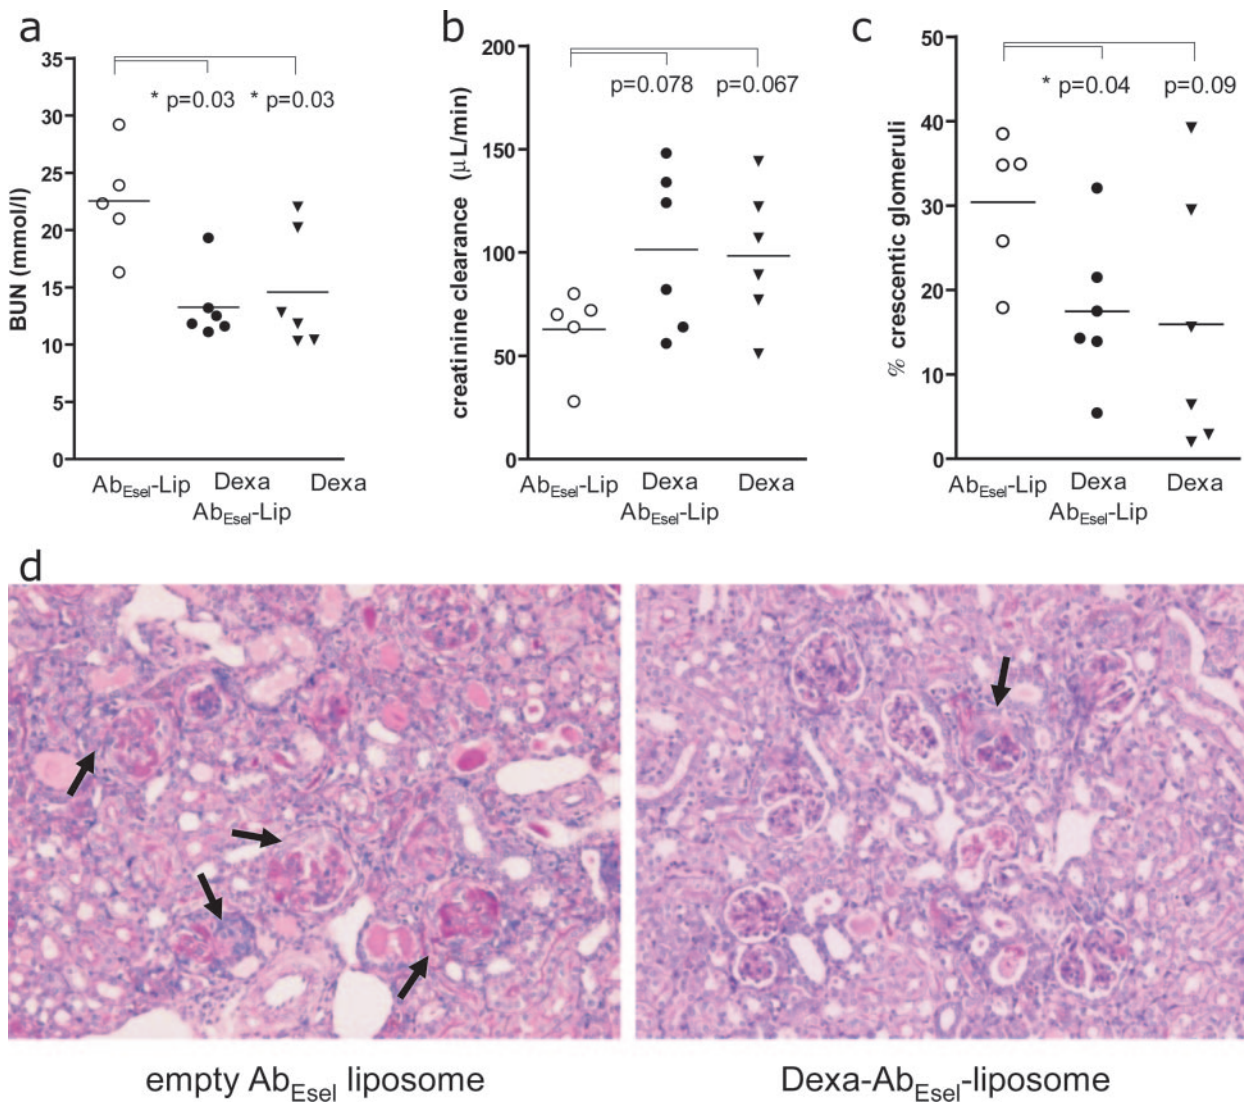 a
35
30
25
20
15
10
5
0
BUN (mmol/l)
* p=0.03 * p=0.03
AbEsel-Lip Dexa Dexa
AbEsel-Lip
b
200
150
100
50
0
creatinine clearance (μL/min)
p=0.078 p=0.067
AbEsel-Lip Dexa Dexa
AbEsel-Lip
c
50
40
30
20
10
0
% crescentic glomeruli
* p=0.04 p=0.09
AbEsel-Lip Dexa Dexa
AbEsel-Lip
d
empty AbEsel liposome
Dexa-AbEsel-liposome